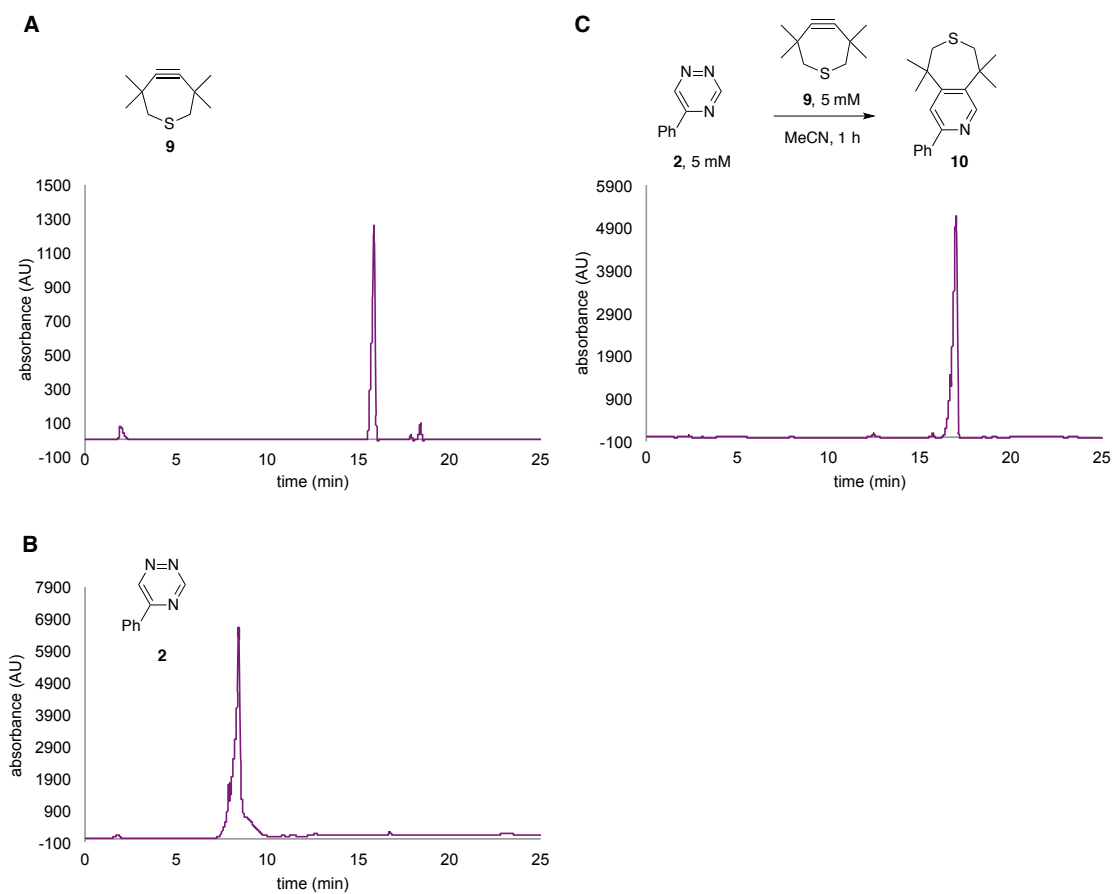 A
S
9
1500
1300
1100
900
700
500
300
100
-100
absorbance (AU)
0 5 10 15 20 25
time (min)
B
N N
N
Ph
2
7900
6900
5900
4900
3900
2900
1900
900
-100
absorbance (AU)
0 5 10 15 20 25
time (min)
C
N N
N
Ph
2, 5 mM
S
9, 5 mM
MeCN, 1 h
S
N
Ph
10
5900
4900
3900
2900
1900
900
-100
absorbance (AU)
0 5 10 15 20 25
time (min)